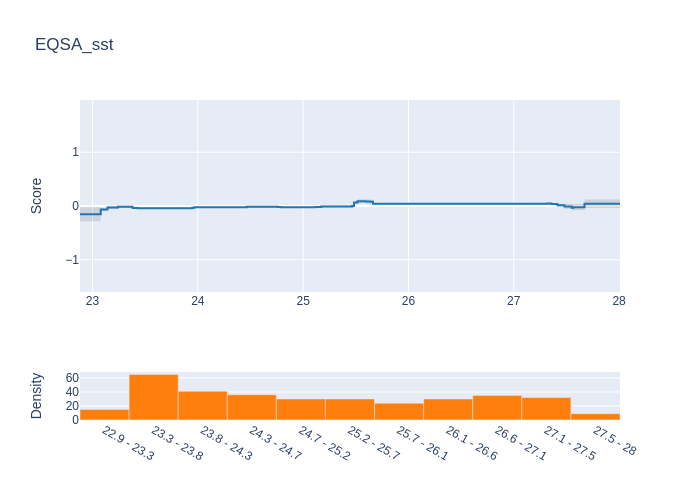 EQSA_sst
Score
1
0
−1
23 24 25 26 27 28
Density
60
40
20
0
22.9 - 23.3
23.3 - 23.8
23.8 - 24.3
24.3 - 24.7
24.7 - 25.2
25.2 - 25.7
25.7 - 26.1
26.1 - 26.6
26.6 - 27.1
27.1 - 27.5
27.5 - 28